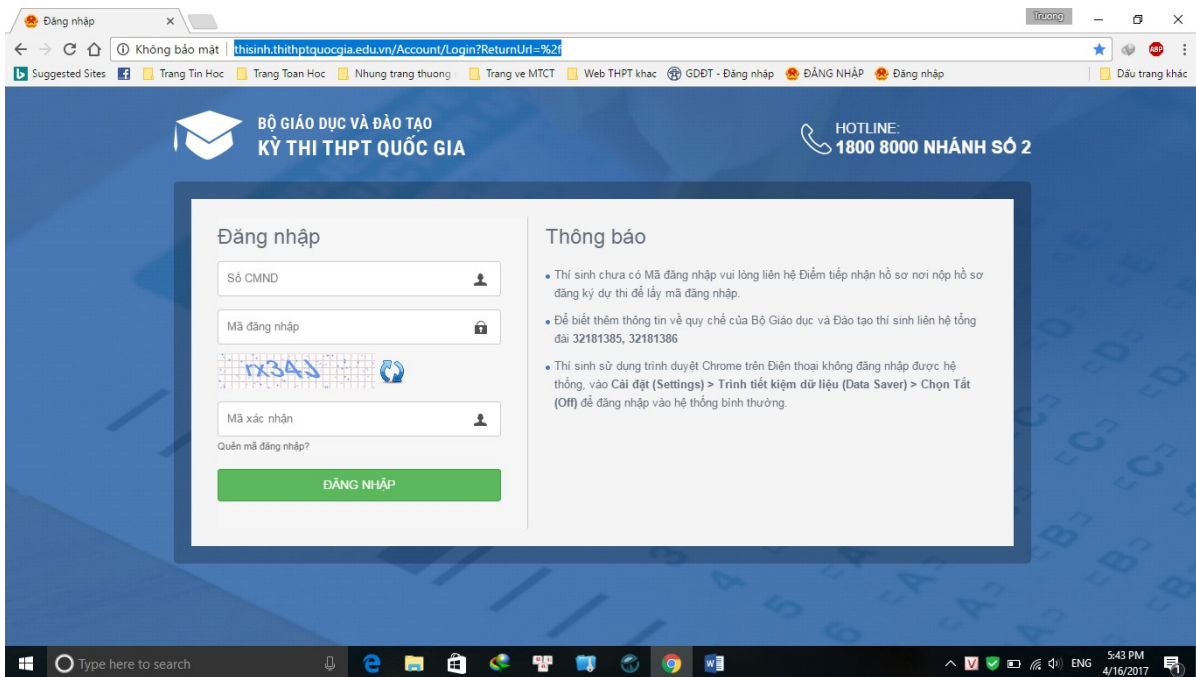 Đăng nhập
Truong
Không bảo mật | thisinh.thithptquocgia.edu.vn/Account/Login?ReturnUrl=%2f
ABP
Suggested Sites Trang Tin Hoc Trang Toan Hoc Nhung trang thuong Trang ve MTCT Web THPT khac GDĐT - Đăng nhập ĐĂNG NHẬP Đăng nhập Dấu trang khác
BỘ GIÁO DỤC VÀ ĐÀO TẠO
KỲ THI THPT QUỐC GIA
HOTLINE:
1800 8000 NHÁNH SỐ 2
Đăng nhập
Số CMND
Mã đăng nhập
rx34J
Mã xác nhận
Quên mã đăng nhập?
ĐĂNG NHẬP
Thông báo
• Thí sinh chưa có Mã đăng nhập vui lòng liên hệ Điểm tiếp nhận hồ sơ nơi nộp hồ sơ
đăng ký dự thi để lấy mã đăng nhập.
• Để biết thêm thông tin về quy chế của Bộ Giáo dục và Đào tạo thí sinh liên hệ tổng
đài 32181385, 32181386
• Thí sinh sử dụng trình duyệt Chrome trên Điện thoại không đăng nhập được hệ
thống, vào Cài đặt (Settings) > Trình tiết kiệm dữ liệu (Data Saver) > Chọn Tắt
(Off) để đăng nhập vào hệ thống bình thường.
Type here to search
ENG
5:43 PM
4/16/2017